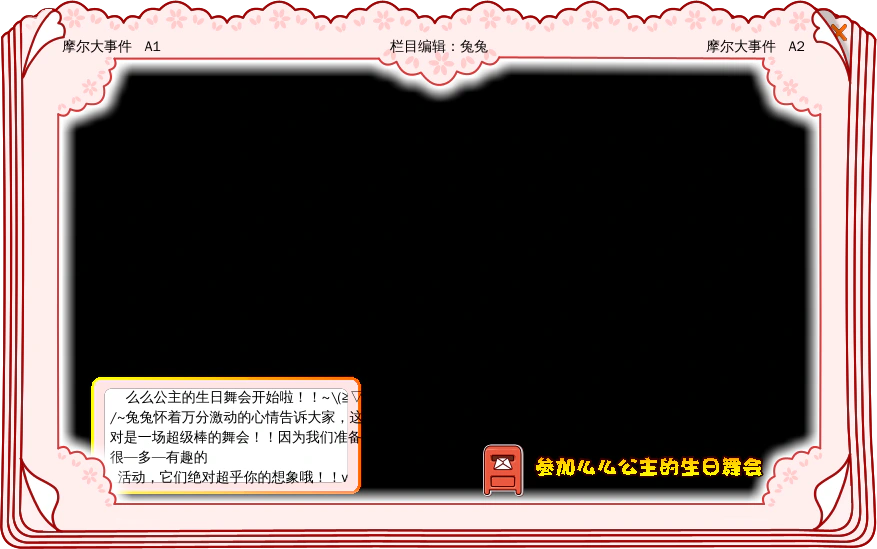 摩尔大事件 A1
栏目编辑：兔兔
摩尔大事件 A2
么么公主的生日舞会开始啦！！~\(≧▽
/~兔兔怀着万分激动的心情告诉大家，这
对是一场超级棒的舞会！！因为我们准备
很—多—有趣的
活动，它们绝对超乎你的想象哦！！v
参加么么公主的生日舞会